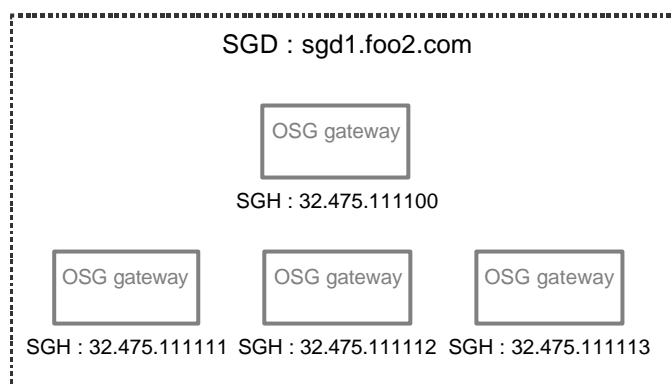 SGD : sgd1.foo2.com
OSG gateway
SGH : 32.475.111100
OSG gateway OSG gateway OSG gateway
SGH : 32.475.111111 SGH : 32.475.111112 SGH : 32.475.111113